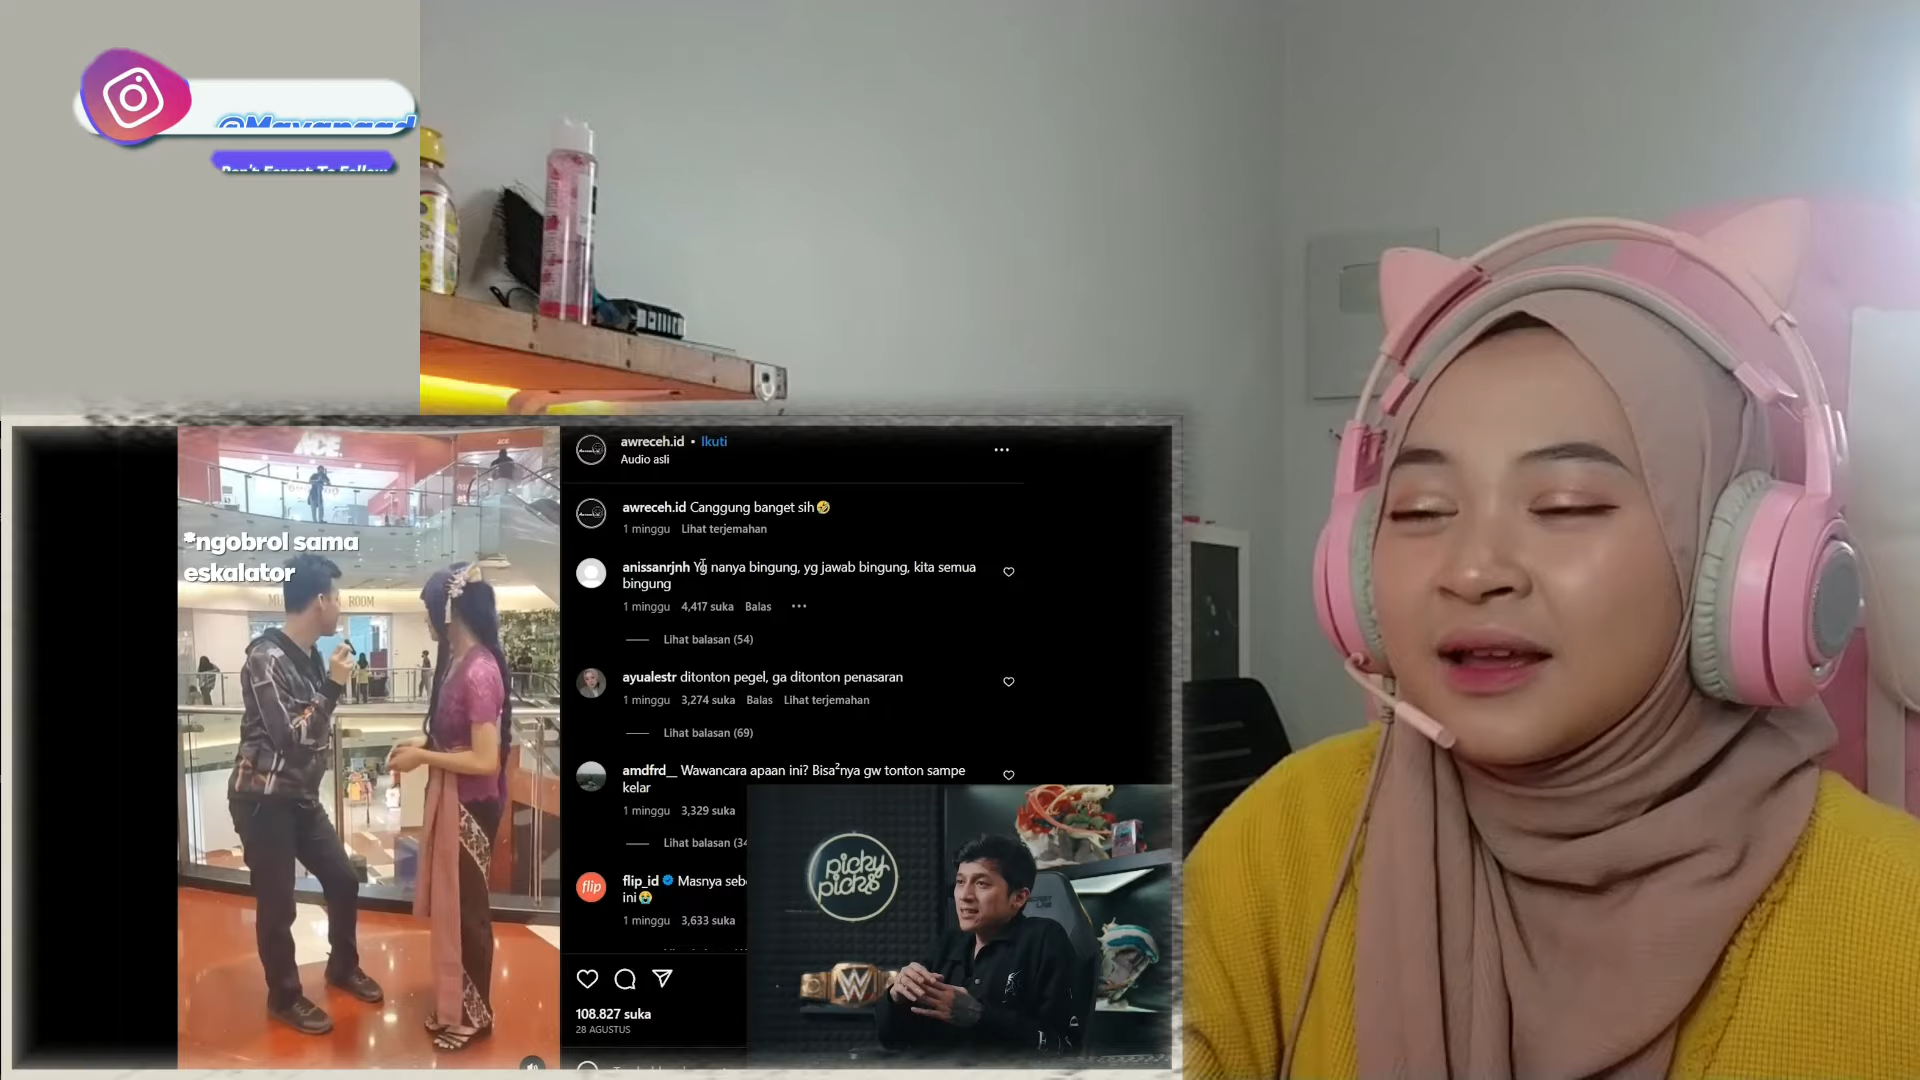 ACE
ACE
*ngobrol sama
eskalator
ROOM
awreceh.id • Ikuti
Audio asli
awreceh.id Canggung banget sih🤣
1 minggu Lihat terjemahan
anissanrjnh Yg nanya bingung, yg jawab bingung, kita semua
bingung
1 minggu 4,417 suka Balas
Lihat balasan (54)
ayualestr ditonton pegel, ga ditonton penasaran
1 minggu 3,274 suka Balas Lihat terjemahan
Lihat balasan (69)
amdfrd__ Wawancara apaan ini? Bisa²nya gw tonton sampe
kelar
1 minggu 3,329 suka
Lihat balasan (34
flip
flip_id Masnya seb
ini😭
1 minggu 3,633 suka
108.827 suka
28 AGUSTUS
picky
picks
W